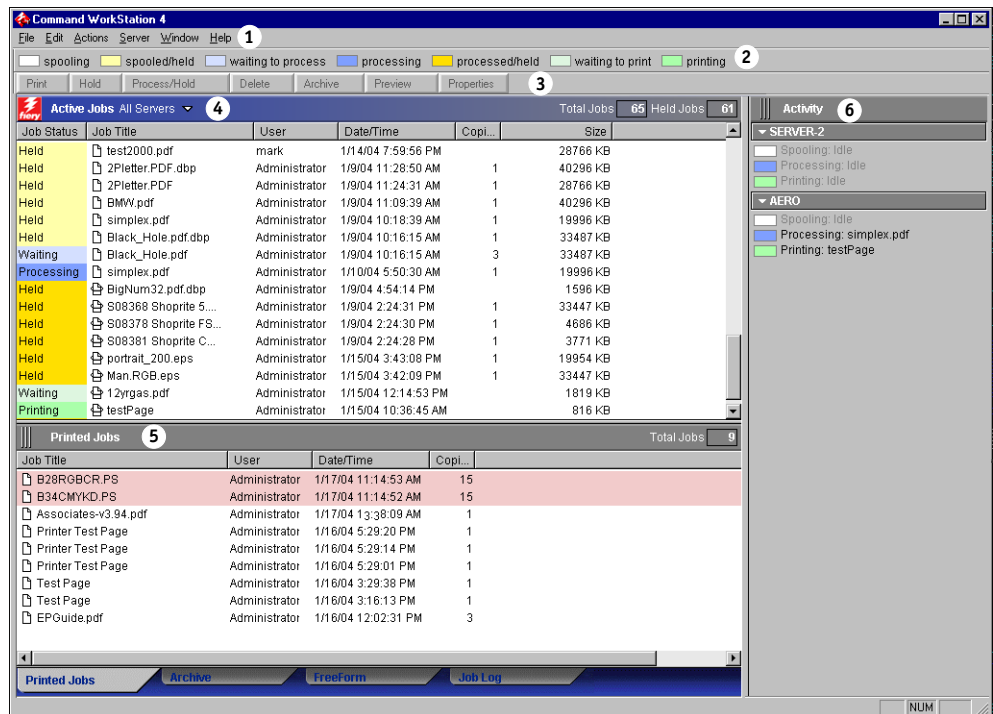 Command WorkStation 4
File Edit Actions Server Window Help 1
spooling spooled/held waiting to process processing processed/held waiting to print printing 2
Print Hold Process/Hold Delete Archive Preview Properties 3
fiery Active Jobs All Servers 4 Total Jobs 65 Held Jobs 61
Job Status Job Title User Date/Time Copi... Size
Held test2000.pdf mark 1/14/04 7:59:56 PM 28766 KB
Held 2Pletter.PDF.dbp Administrator 1/9/04 11:28:50 AM 1 40296 KB
Held 2Pletter.PDF Administrator 1/9/04 11:24:31 AM 1 28766 KB
Held BMW.pdf Administrator 1/9/04 11:09:39 AM 1 40296 KB
Held simplex.pdf Administrator 1/9/04 10:18:39 AM 1 19996 KB
Held Black_Hole.pdf.dbp Administrator 1/9/04 10:16:15 AM 1 33487 KB
Waiting Black_Hole.pdf Administrator 1/9/04 10:16:15 AM 3 33487 KB
Processing simplex.pdf Administrator 1/10/04 5:50:30 AM 1 19996 KB
Held BigNum32.pdf.dbp Administrator 1/9/04 4:54:14 PM 1596 KB
Held S08368 Shoprite 5.... Administrator 1/9/04 2:24:31 PM 1 33447 KB
Held S08378 Shoprite FS... Administrator 1/9/04 2:24:30 PM 1 4686 KB
Held S08381 Shoprite C... Administrator 1/9/04 2:24:28 PM 1 3771 KB
Held portrait_200.eps Administrator 1/15/04 3:43:08 PM 1 19954 KB
Held Man.RGB.eps Administrator 1/15/04 3:42:09 PM 1 33447 KB
Waiting 12yrgas.pdf Administrator 1/15/04 12:14:53 PM 1819 KB
Printing testPage Administrator 1/15/04 10:36:45 AM 816 KB
Printed Jobs 5 Total Jobs 9
Job Title User Date/Time Copi...
B28RGBCR.PS Administrator 1/17/04 11:14:53 AM 15
B34CMYKD.PS Administrator 1/17/04 11:14:52 AM 15
Associates-v3.94.pdf Administrator 1/17/04 13:38:09 AM 1
Printer Test Page Administrator 1/16/04 5:29:20 PM 1
Printer Test Page Administrator 1/16/04 5:29:14 PM 1
Printer Test Page Administrator 1/16/04 5:29:01 PM 1
Test Page Administrator 1/16/04 3:29:38 PM 1
Test Page Administrator 1/16/04 3:16:13 PM 1
EPGuide.pdf Administrator 1/16/04 12:02:31 PM 3
Printed Jobs Archive FreeForm Job Log
Activity 6
SERVER-2
Spooling: Idle
Processing: Idle
Printing: Idle
AERO
Spooling: Idle
Processing: simplex.pdf
Printing: testPage
NUM